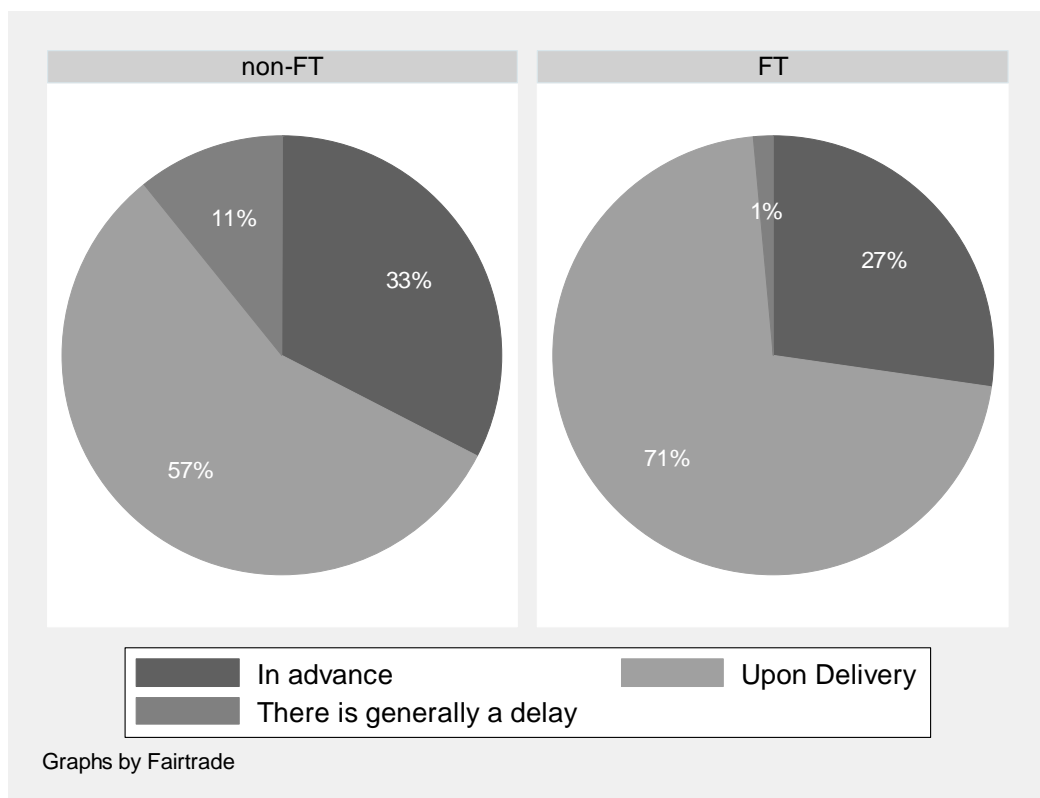 non-FT
FT
11%
33%
57%
1%
27%
71%
In advance
Upon Delivery
There is generally a delay
Graphs by Fairtrade